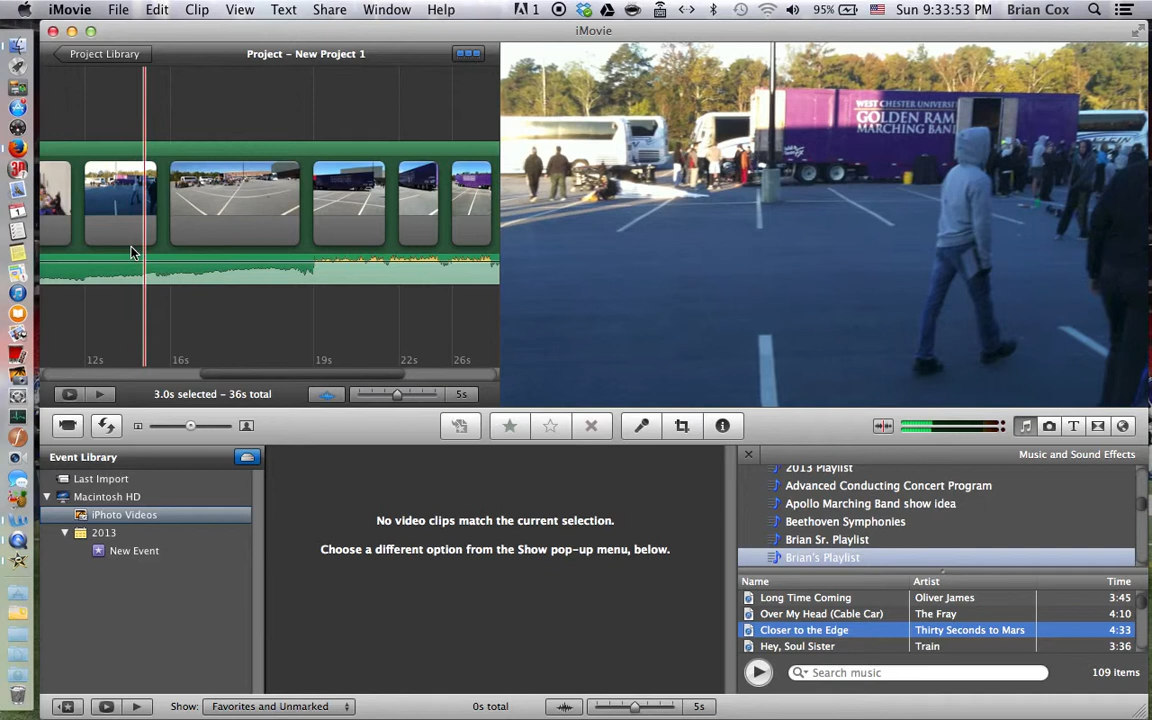 iMovie File Edit Clip View Text Share Window Help 1 95% Sun 9:33:53 PM Brian Cox
iMovie
Project Library
Project – New Project 1
WEST CHESTER UNIVERSITY
GOLDEN RAM
MARCHING BAN
12s 16s 19s 22s 26s
3.0s selected – 36s total
5s
Event Library
Music and Sound Effects
Last Import
Macintosh HD
iPhoto Videos
2013
New Event
No video clips match the current selection.
Choose a different option from the Show pop-up menu, below.
2013 Playlist
Advanced Conducting Concert Program
Apollo Marching Band show idea
Beethoven Symphonies
Brian Sr. Playlist
Brian's Playlist
Name Artist Time
Long Time Coming Oliver James 3:45
Over My Head (Cable Car) The Fray 4:10
Closer to the Edge Thirty Seconds to Mars 4:33
Hey, Soul Sister Train 3:36
Search music
109 items
Show: Favorites and Unmarked
0s total
5s